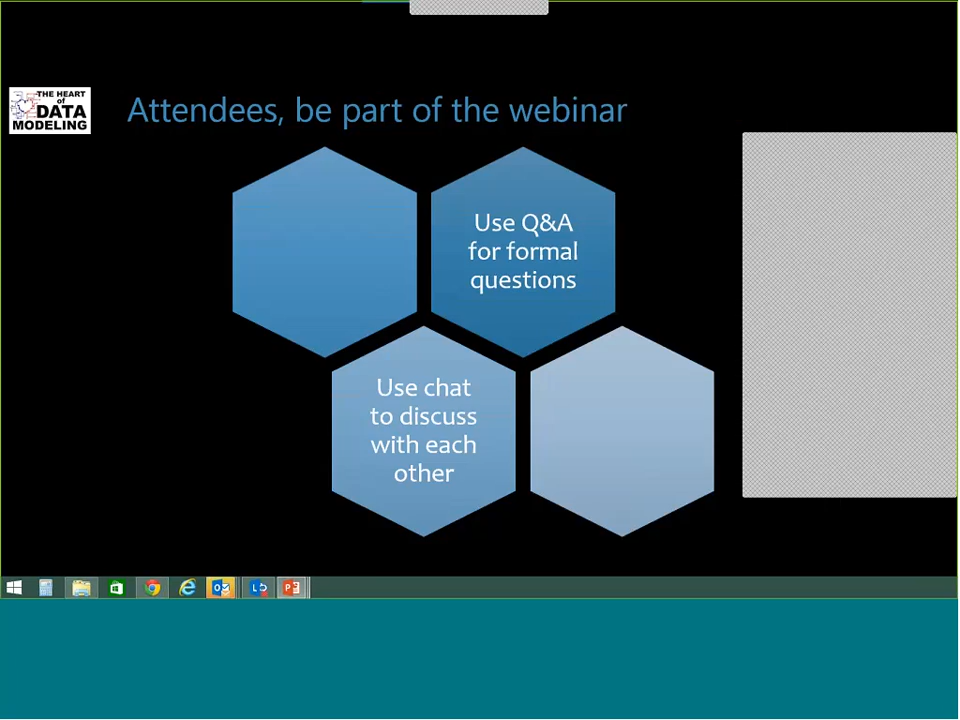 THE HEART
of
DATA
MODELING
Attendees, be part of the webinar
Use Q&A
for formal
questions
Use chat
to discuss
with each
other